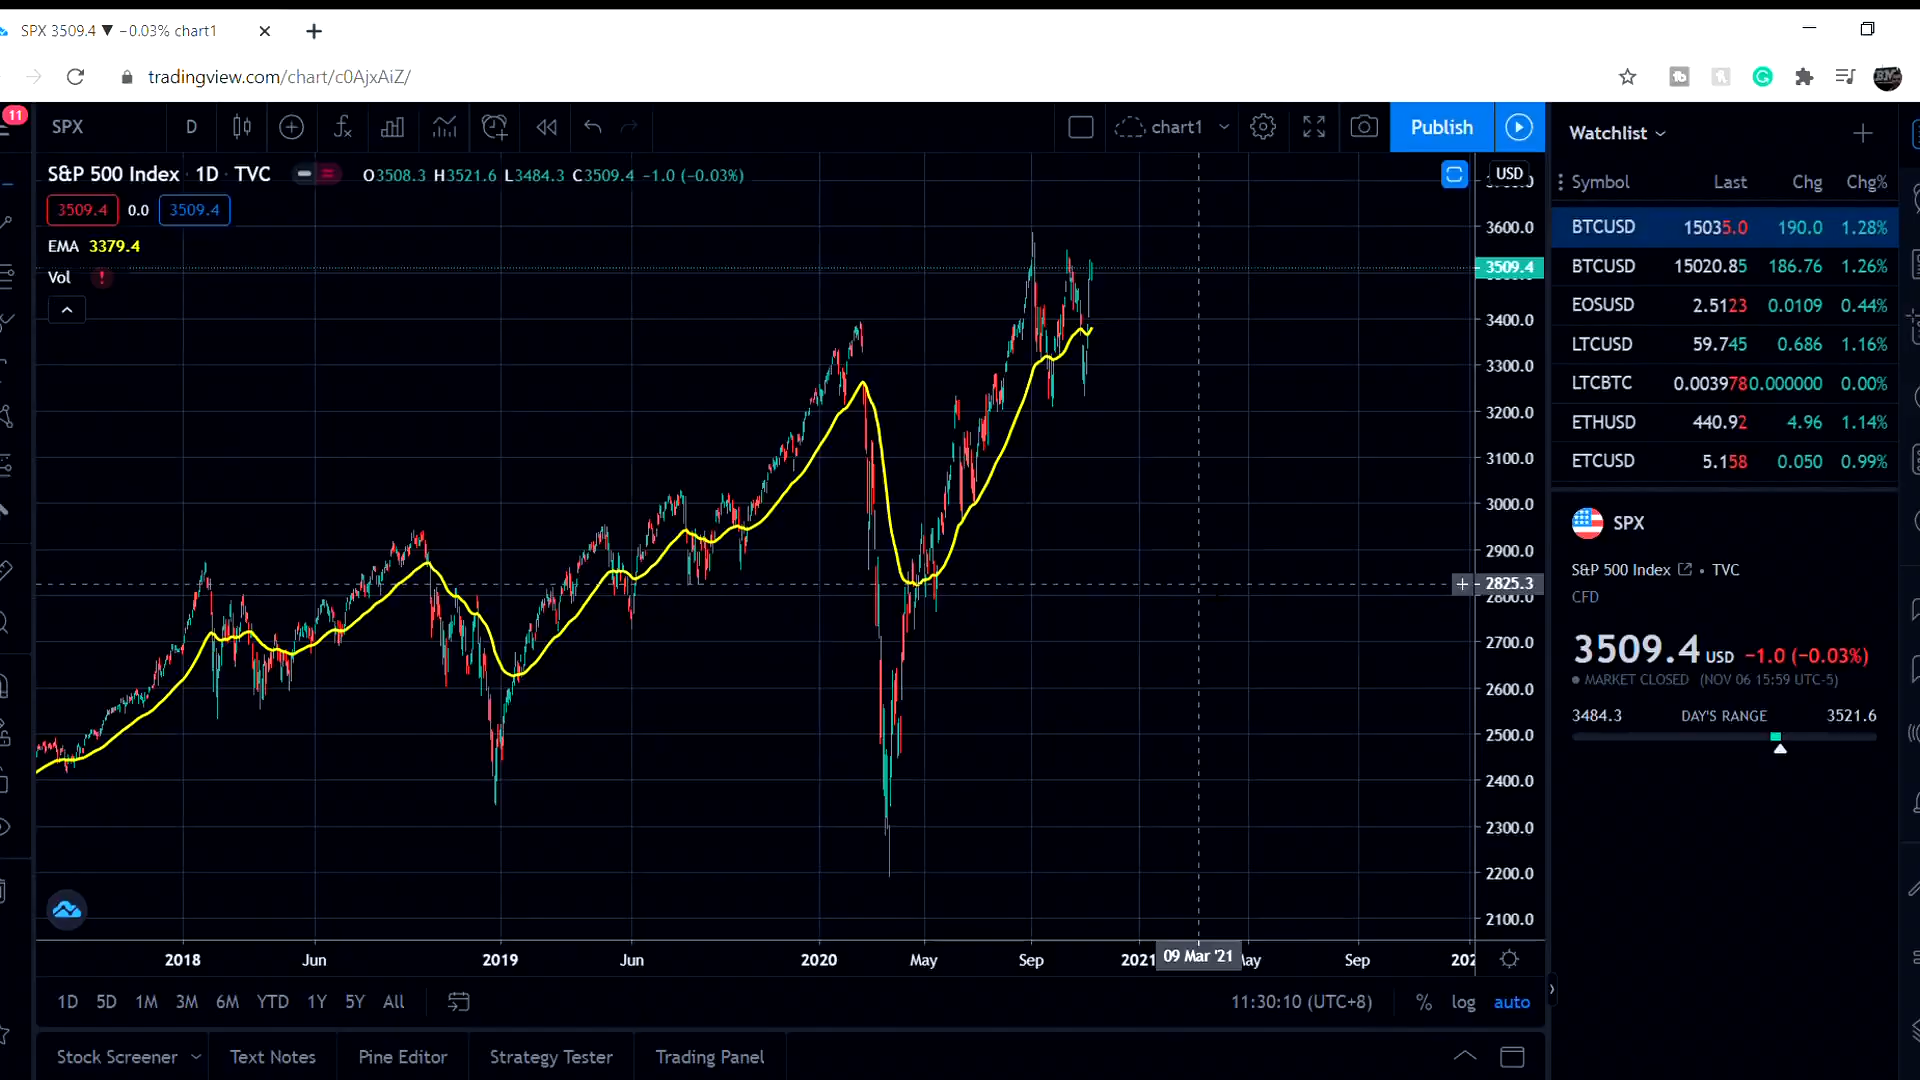 SPX 3509.4 ▼ −0.03% chart1
tradingview.com/chart/c0AjxAiZ/
11
SPX D chart1 Publish
S&P 500 Index · 1D · TVC O3508.3 H3521.6 L3484.3 C3509.4 −1.0 (−0.03%)
3509.4 0.0 3509.4
EMA 3379.4
Vol !
USD
3600.0
3509.4
3400.0
3300.0
3200.0
3100.0
3000.0
2900.0
2825.3
2800.0
2700.0
2600.0
2500.0
2400.0
2300.0
2200.0
2100.0
2018 Jun 2019 Jun 2020 May Sep 2021 09 Mar '21 Sep
1D 5D 1M 3M 6M YTD 1Y 5Y All 11:30:10 (UTC+8) % log auto
Stock Screener Text Notes Pine Editor Strategy Tester Trading Panel
Watchlist
Symbol Last Chg Chg%
BTCUSD 15035.0 190.0 1.28%
BTCUSD 15020.85 186.76 1.26%
EOSUSD 2.5123 0.0109 0.44%
LTCUSD 59.745 0.686 1.16%
LTCBTC 0.003978 0.000000 0.00%
ETHUSD 440.92 4.96 1.14%
ETCUSD 5.158 0.050 0.99%
SPX
S&P 500 Index • TVC
CFD
3509.4 USD −1.0 (−0.03%)
MARKET CLOSED (NOV 06 15:59 UTC-5)
3484.3 DAY'S RANGE 3521.6